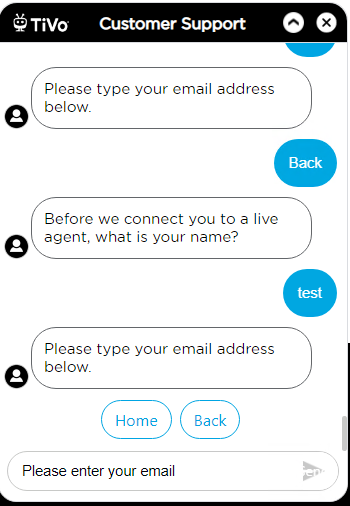 TiVo Customer Support
Please type your email address
below.
Back
Before we connect you to a live
agent, what is your name?
test
Please type your email address
below.
Home Back
Please enter your email